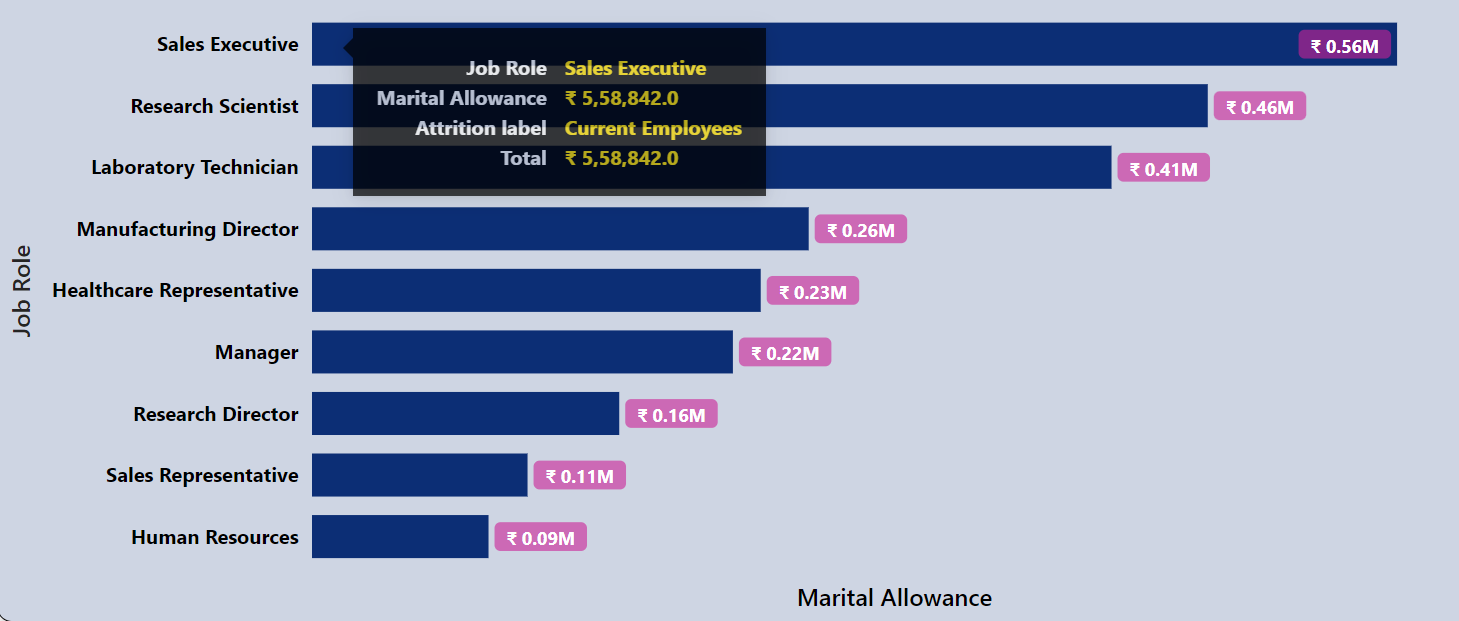 Sales Executive
₹ 0.56M
Job Role Sales Executive
Marital Allowance ₹ 5,58,842.0
Attrition label Current Employees
Total ₹ 5,58,842.0
Research Scientist
₹ 0.46M
Laboratory Technician
₹ 0.41M
Manufacturing Director
₹ 0.26M
Healthcare Representative
₹ 0.23M
Manager
₹ 0.22M
Research Director
₹ 0.16M
Sales Representative
₹ 0.11M
Human Resources
₹ 0.09M
Job Role
Marital Allowance